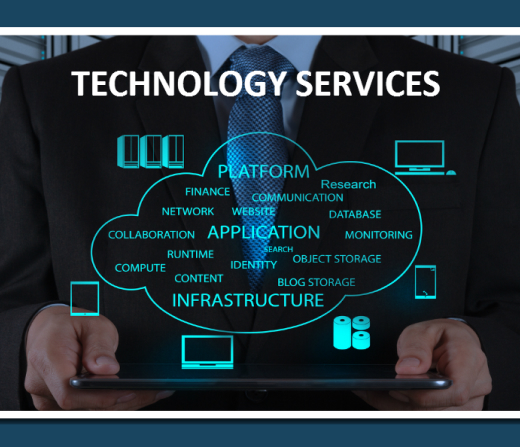 TECHNOLOGY SERVICES
PLATFORM
Research
FINANCE
COMMUNICATION
NETWORK WEBSITE DATABASE
COLLABORATION APPLICATION MONITORING
SEARCH
RUNTIME IDENTITY OBJECT STORAGE
COMPUTE
CONTENT BLOG STORAGE
INFRASTRUCTURE